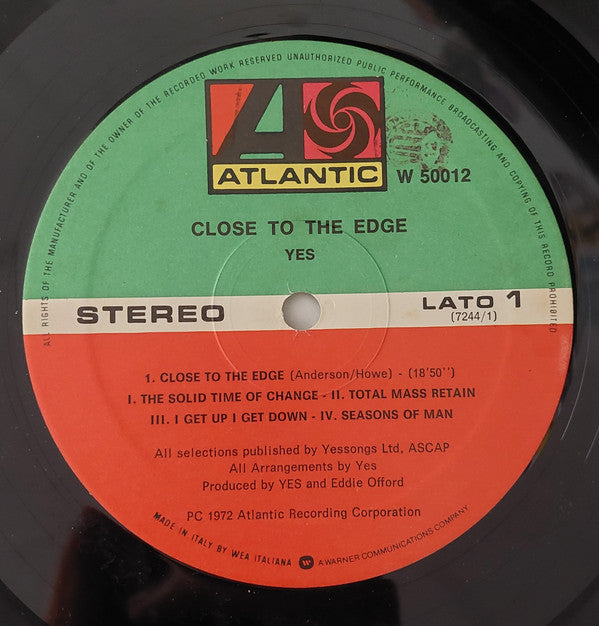 ALL RIGHTS OF THE MANUFACTURER AND OF THE OWNER OF THE RECORDED WORK RESERVED UNAUTHORIZED PUBLIC PERFORMANCE BROADCASTING AND COPYING OF THIS RECORD PROHIBITED
A
ATLANTIC
W 50012
CLOSE TO THE EDGE
YES
STEREO
LATO 1
(7244/1)
1. CLOSE TO THE EDGE (Anderson/Howe) - (18'50'')
I. THE SOLID TIME OF CHANGE - II. TOTAL MASS RETAIN
III. I GET UP I GET DOWN - IV. SEASONS OF MAN
All selections published by Yessongs Ltd, ASCAP
All Arrangements by Yes
Produced by YES and Eddie Offord
PC 1972 Atlantic Recording Corporation
MADE IN ITALY BY WEA ITALIANA W A WARNER COMMUNICATIONS COMPANY